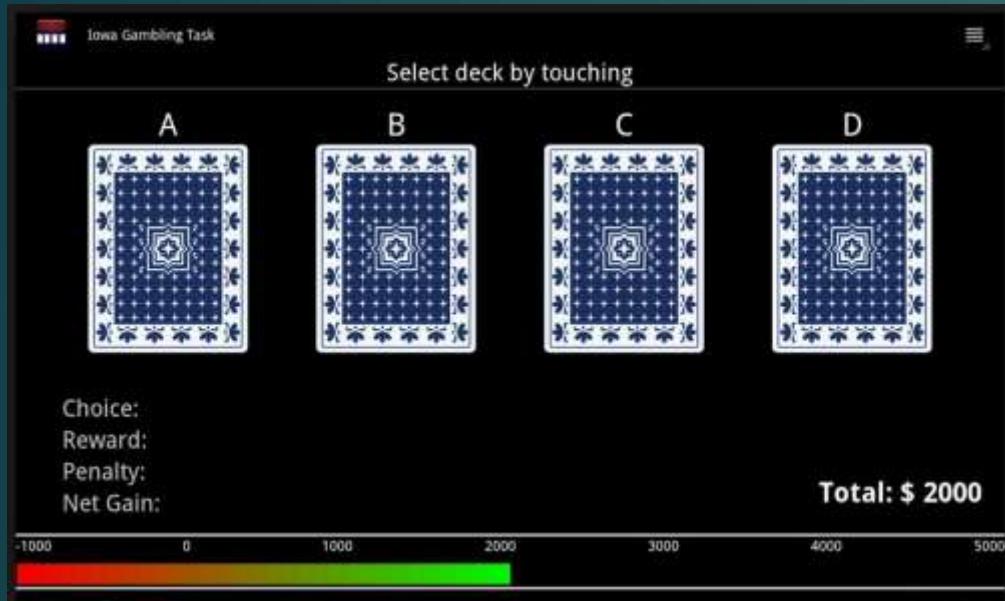 Iowa Gambling Task
Select deck by touching
A B C D
Choice:
Reward:
Penalty:
Net Gain:
Total: $ 2000
-1000 0 1000 2000 3000 4000 5000